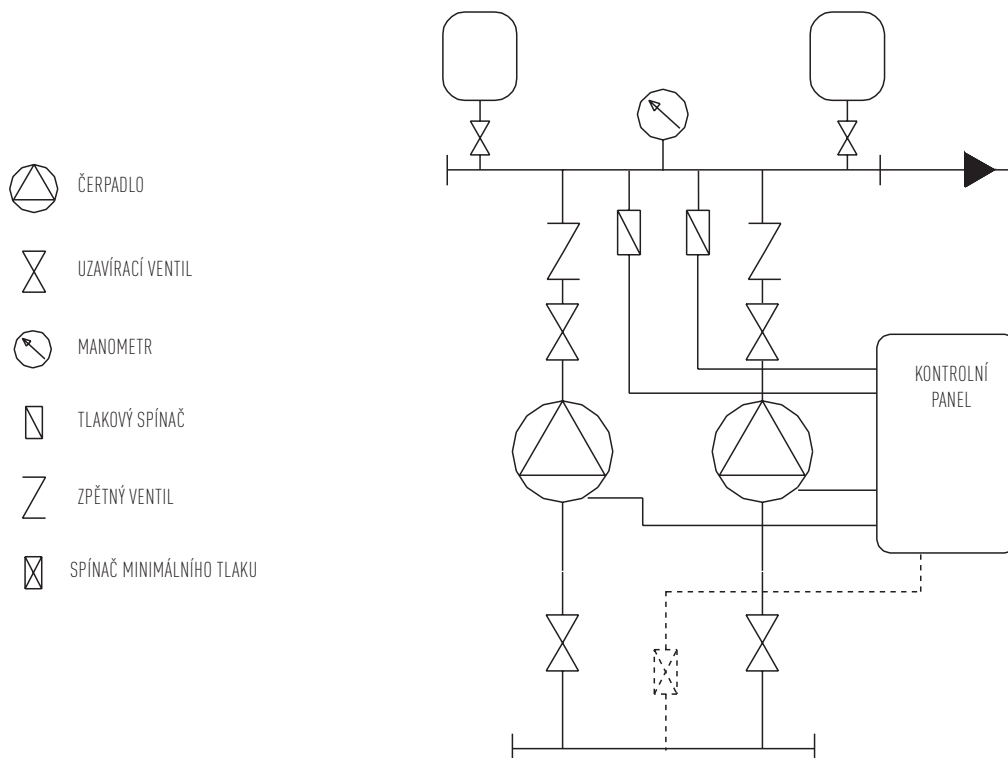 ČERPADLO
UZAVÍRACÍ VENTIL
MANOMETR
TLAKOVÝ SPÍNAČ
ZPĚTNÝ VENTIL
SPÍNAČ MINIMÁLNÍHO TLAKU
KONTROLNÍ
PANEL